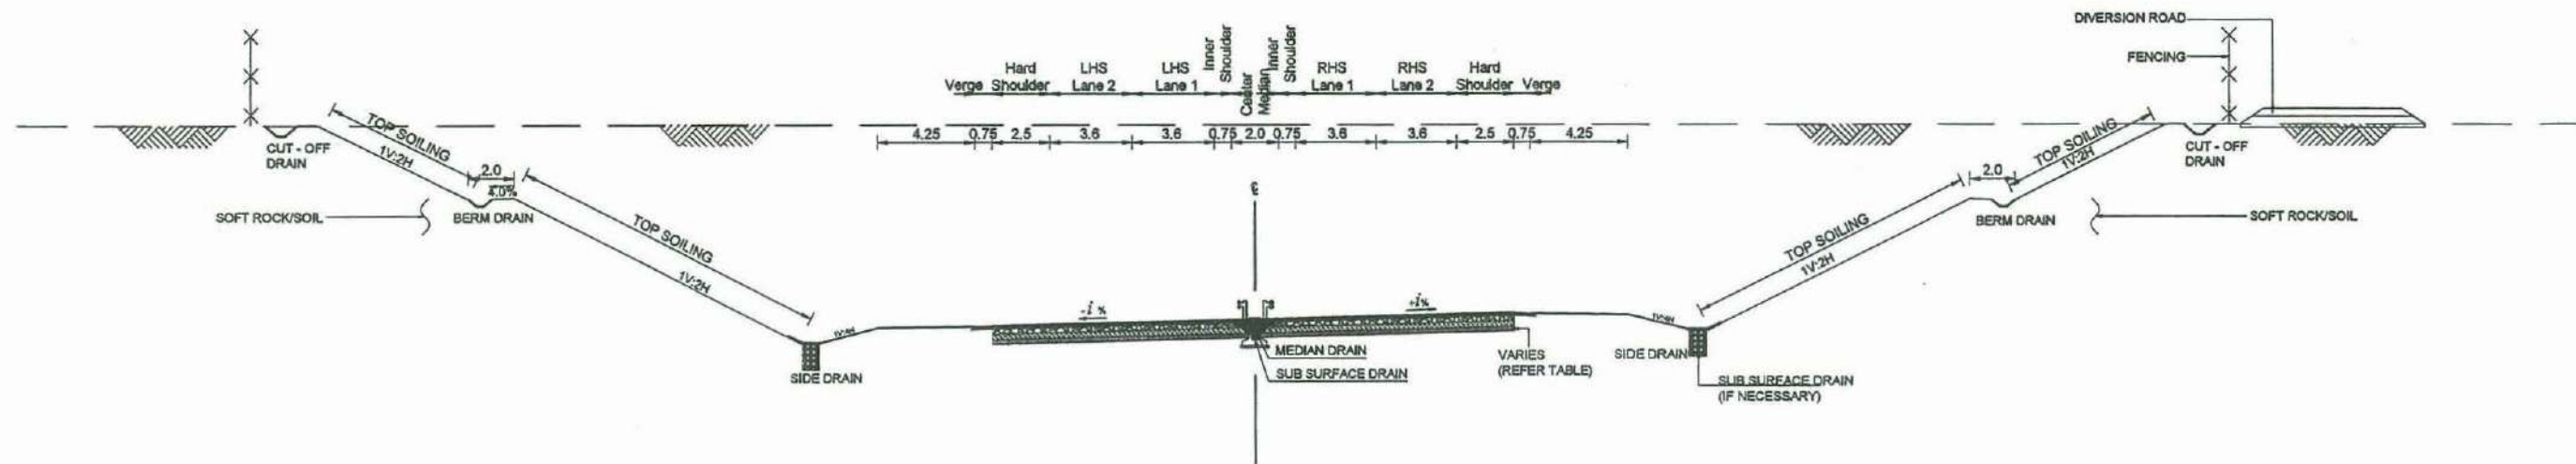 DIVERSION ROAD
FENCING
Inner
Shoulder
Inner
Shoulder
Hard
Shoulder
LHS
Lane 2
LHS
Lane 1
Center
Median
RHS
Lane 1
RHS
Lane 2
Hard
Shoulder
Verge
Verge
4.25 0.75 2.5 3.6 3.6 0.75 2.0 0.75 3.6 3.6 2.5 0.75 4.25
TOP SOILING
1V:2H
CUT - OFF
DRAIN
2.0
4.0%
SOFT ROCK/SOIL
BERM DRAIN
TOP SOILING
1V:2H
TOP SOILING
1V:2H
CUT - OFF
DRAIN
2.0
BERM DRAIN
SOFT ROCK/SOIL
TOP SOILING
1V:2H
-i %
+i %
SIDE DRAIN
MEDIAN DRAIN
SUB SURFACE DRAIN
VARIES
(REFER TABLE)
SIDE DRAIN
SUB SURFACE DRAIN
(IF NECESSARY)